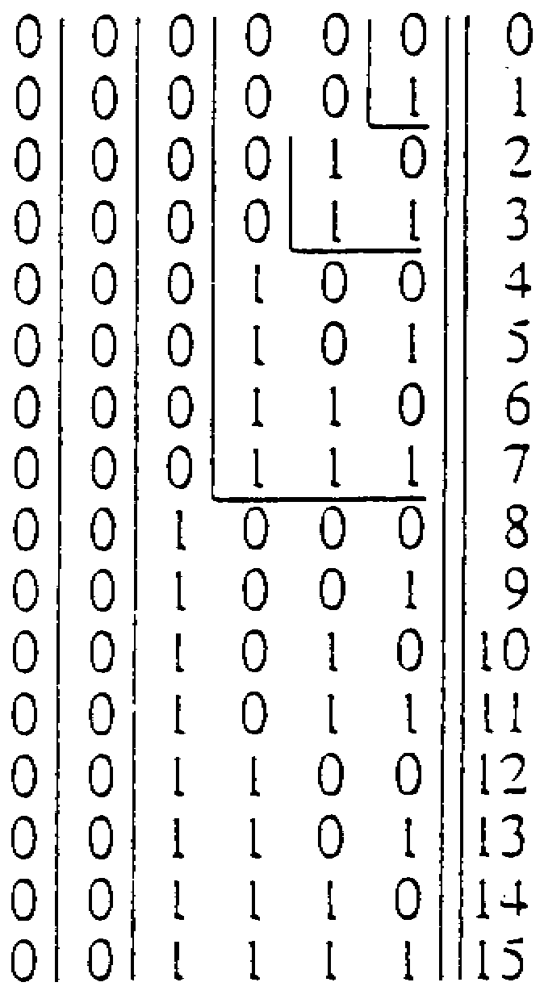 0 0 0 0 0 0 0
0 0 0 0 0 1 1
0 0 0 0 1 0 2
0 0 0 0 1 1 3
0 0 0 1 0 0 4
0 0 0 1 0 1 5
0 0 0 1 1 0 6
0 0 0 1 1 1 7
0 0 1 0 0 0 8
0 0 1 0 0 1 9
0 0 1 0 1 0 10
0 0 1 0 1 1 11
0 0 1 1 0 0 12
0 0 1 1 0 1 13
0 0 1 1 1 0 14
0 0 1 1 1 1 15